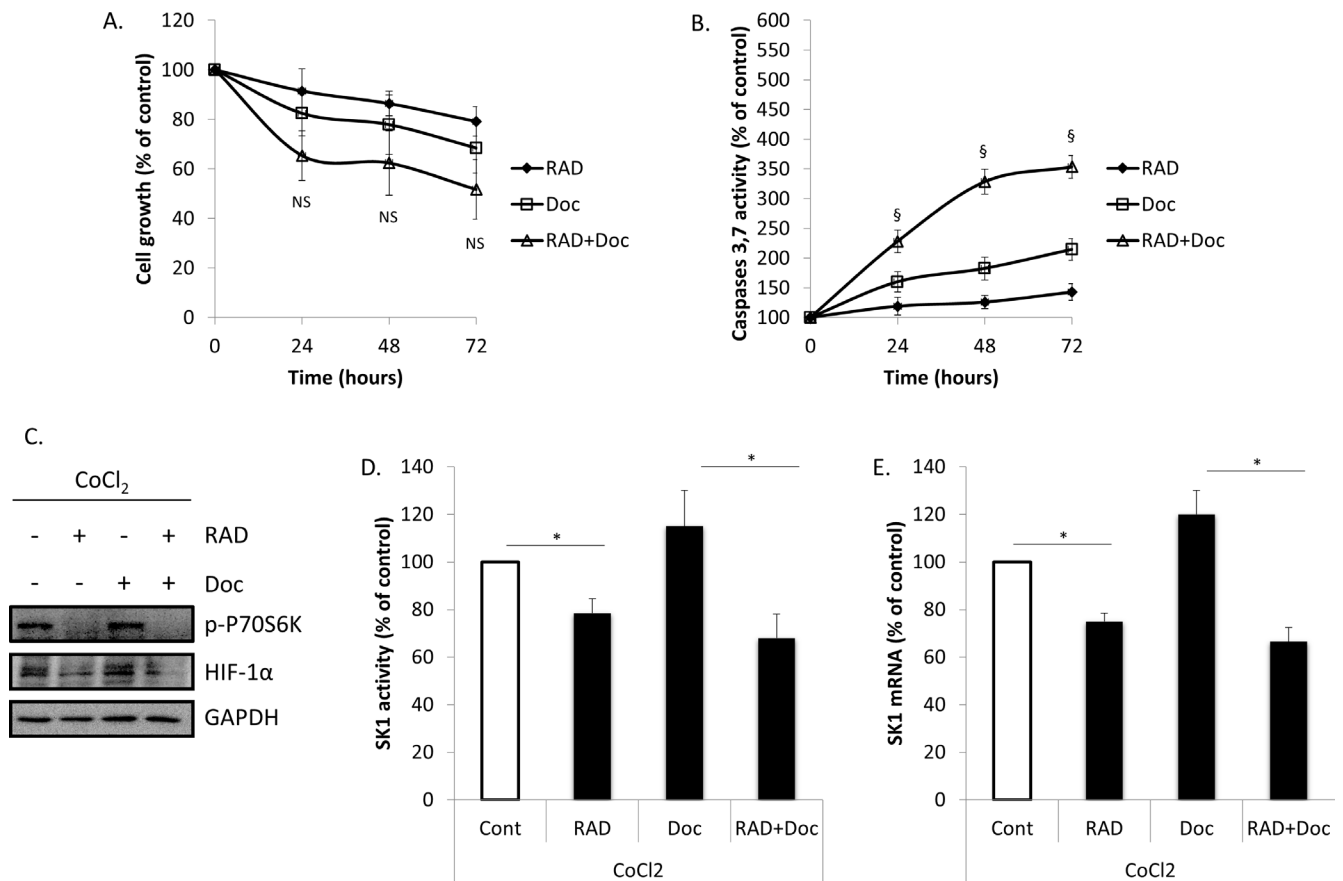 A.
Cell growth (% of control)
120
100
80
60
40
20
0
NS
NS
NS
0 24 48 72
Time (hours)
RAD
Doc
RAD+Doc
B.
Caspases 3,7 activity (% of control)
600
550
500
450
400
350
300
250
200
150
100
§
§
§
0 24 48 72
Time (hours)
RAD
Doc
RAD+Doc
C.
CoCl₂
- + - + RAD
- - + + Doc
p-P70S6K
HIF-1α
GAPDH
D.
SK1 activity (% of control)
140
120
100
80
60
40
20
0
*
*
Cont RAD Doc RAD+Doc
CoCl2
E.
SK1 mRNA (% of control)
140
120
100
80
60
40
20
0
*
*
Cont RAD Doc RAD+Doc
CoCl2